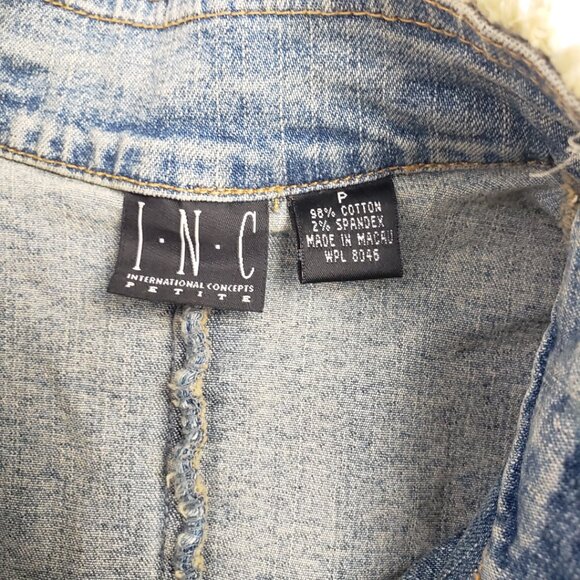 I·N·C
INTERNATIONAL CONCEPTS
PETITE
P
98% COTTON
2% SPANDEX
MADE IN MACAU
WPL 8046